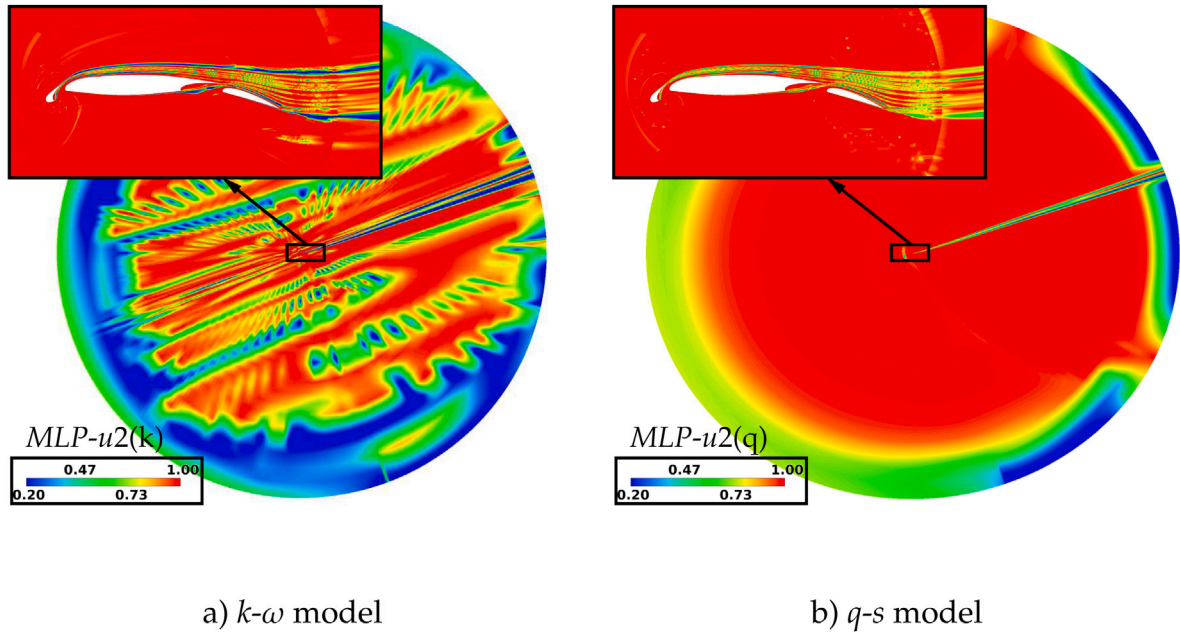 MLP-u2(k)
0.47 1.00
0.20 0.73
MLP-u2(q)
0.47 1.00
0.20 0.73
a) k-ω model
b) q-s model